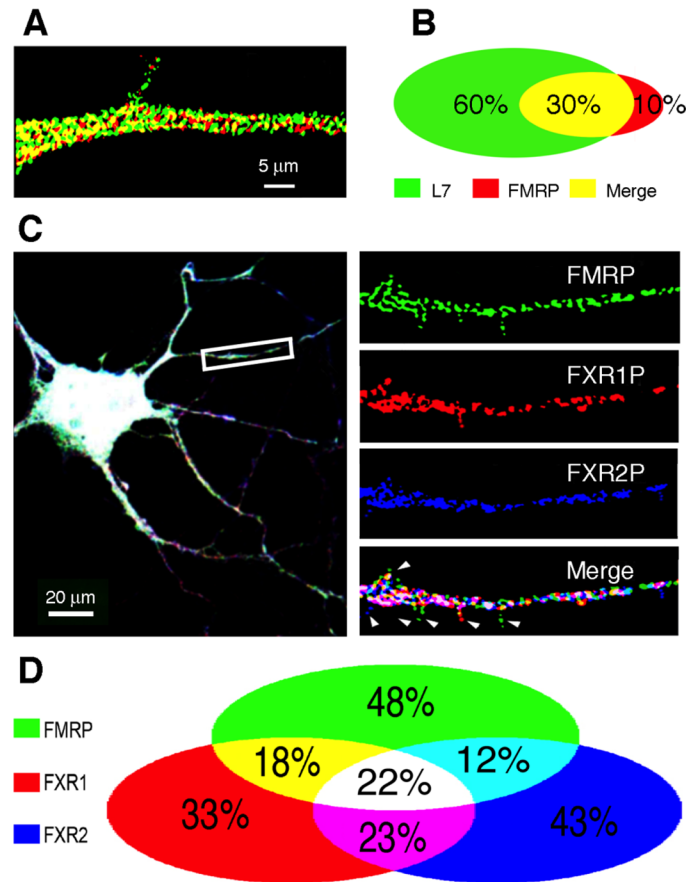 A
5 μm
B
60% 30% 10%
L7 FMRP Merge
C
20 μm
FMRP
FXR1P
FXR2P
Merge
D
FMRP
FXR1
FXR2
48%
18% 12%
22%
33% 43%
23%